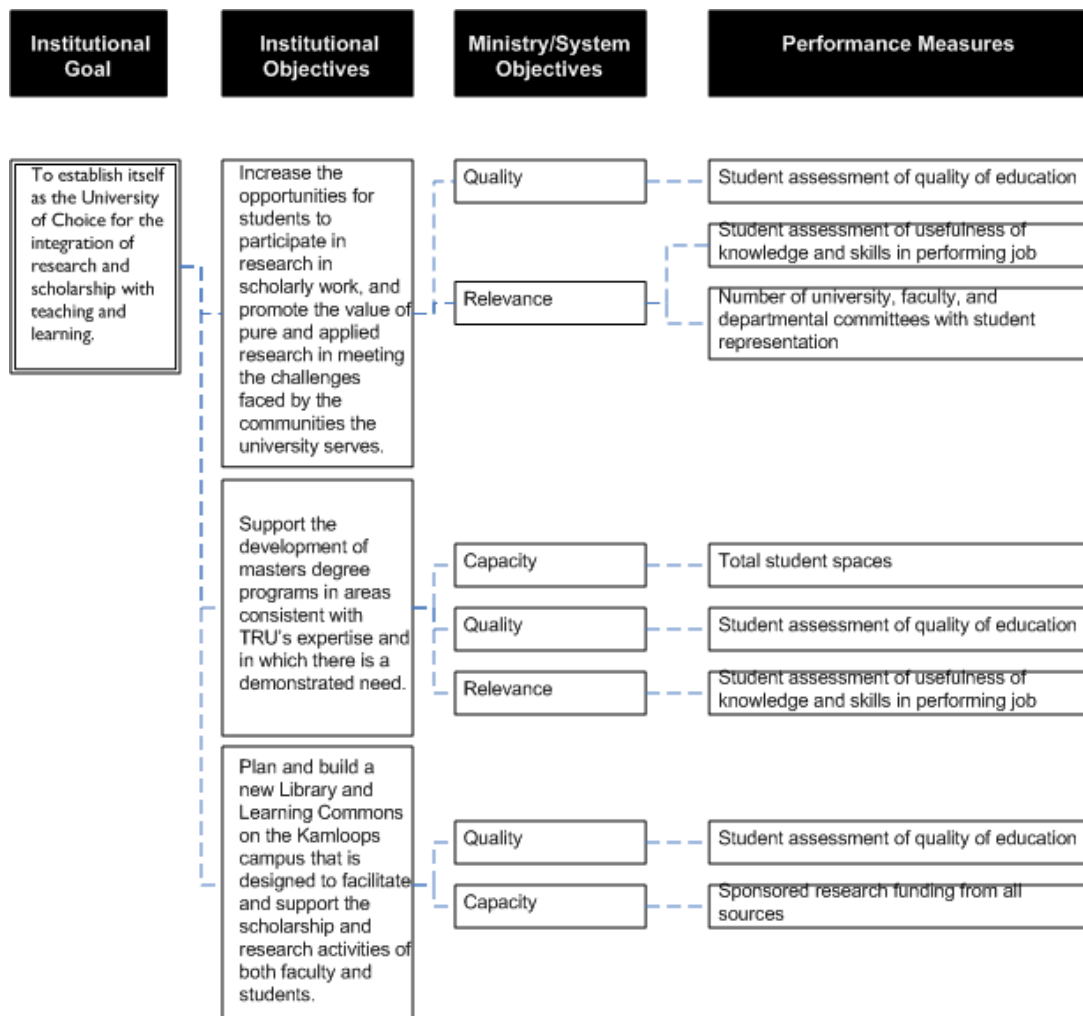 Institutional
Goal
Institutional
Objectives
Ministry/System
Objectives
Performance Measures
To establish itself
as the University
of Choice for the
integration of
research and
scholarship with
teaching and
learning.
Increase the
opportunities for
students to
participate in
research in
scholarly work, and
promote the value of
pure and applied
research in meeting
the challenges
faced by the
communities the
university serves.
Quality
Student assessment of quality of education
Relevance
Student assessment of usefulness of
knowledge and skills in performing job
Number of university, faculty, and
departmental committees with student
representation
Support the
development of
masters degree
programs in areas
consistent with
TRU's expertise and
in which there is a
demonstrated need.
Capacity
Total student spaces
Quality
Student assessment of quality of education
Relevance
Student assessment of usefulness of
knowledge and skills in performing job
Plan and build a
new Library and
Learning Commons
on the Kamloops
campus that is
designed to facilitate
and support the
scholarship and
research activities of
both faculty and
students.
Quality
Student assessment of quality of education
Capacity
Sponsored research funding from all
sources